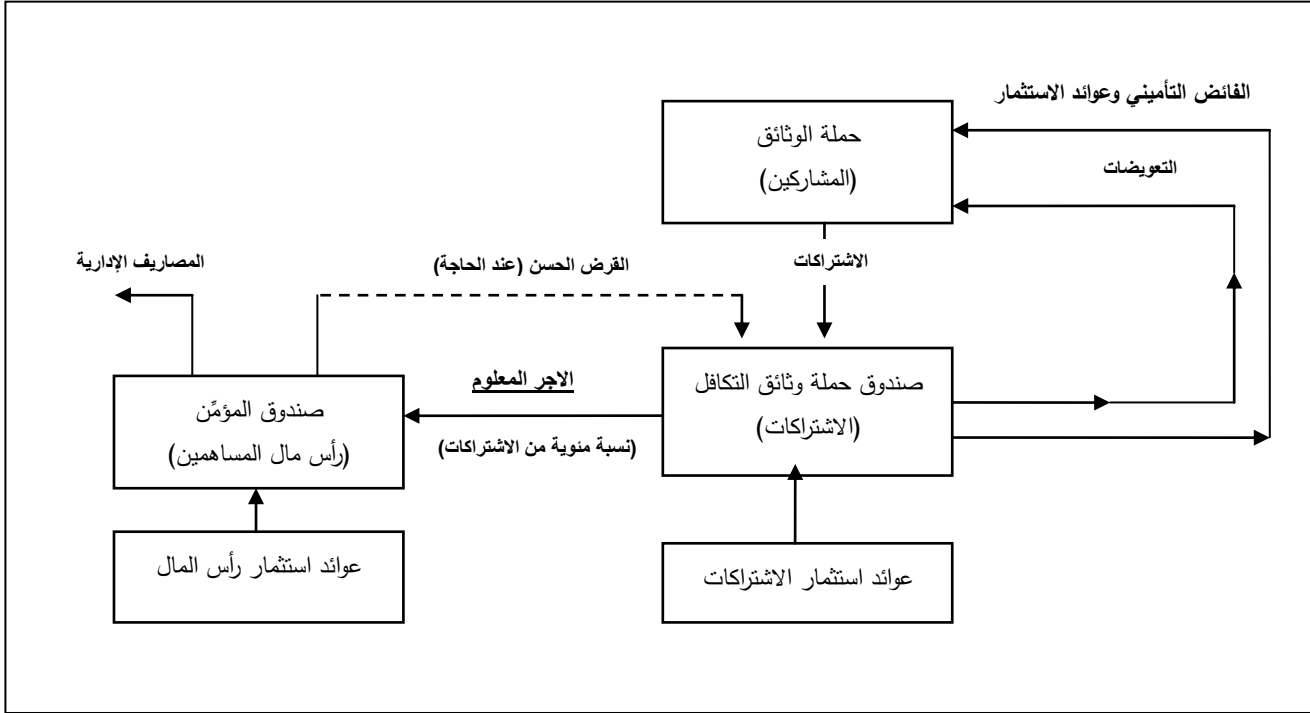 الفائض التأميني وعوائد الاستثمار
حملة الوثائق
(المشاركين)
التعويضات
المصاريف الإدارية
القرض الحسن (عند الحاجة)
الاشتراكات
صندوق المؤمِّن
(رأس مال المساهمين)
الاجر المعلوم
(نسبة مئوية من الاشتراكات)
صندوق حملة وثائق التكافل
(الاشتراكات)
عوائد استثمار رأس المال
عوائد استثمار الاشتراكات